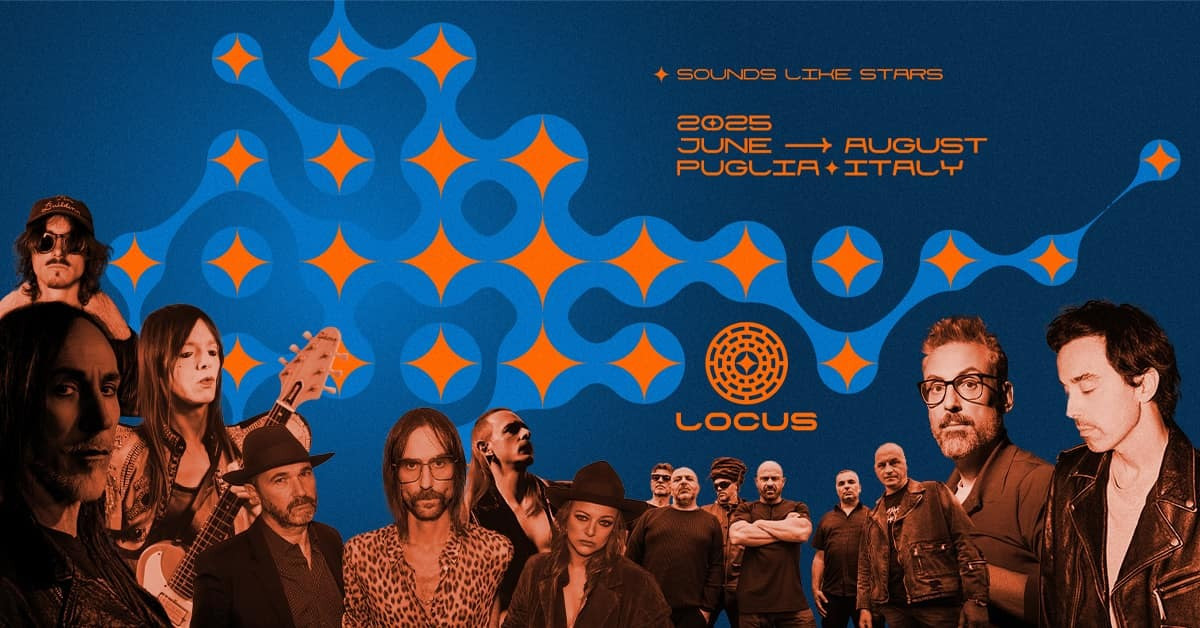 SOUNDS LIKE STARS
2025
JUNE → AUGUST
PUGLIA ✦ ITALY
LOCUS